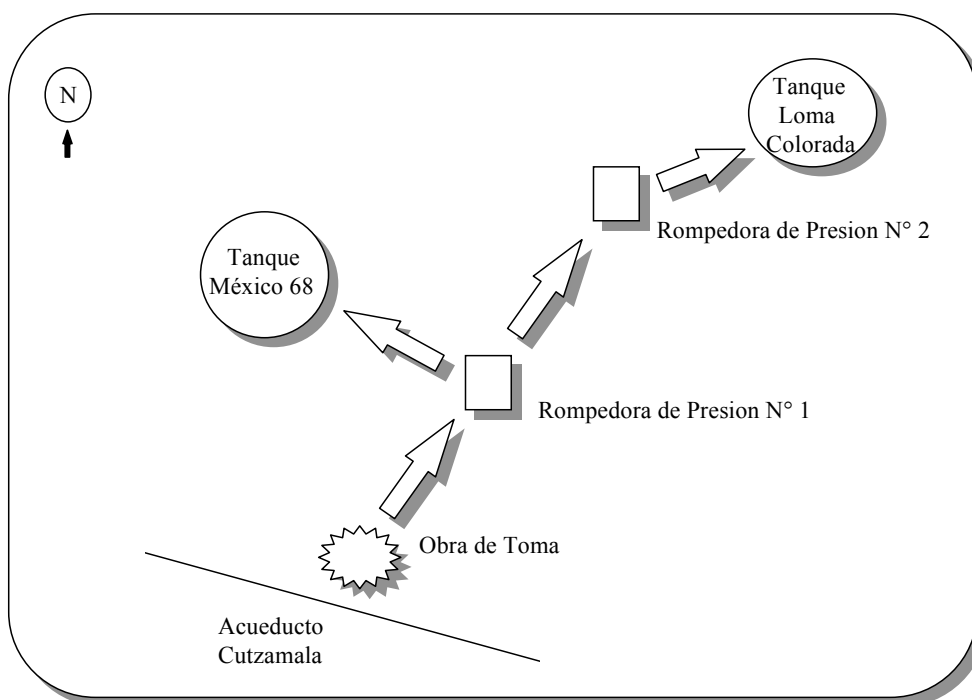 N
Tanque
Loma
Colorada
Rompedora de Presion N° 2
Tanque
México 68
Rompedora de Presion N° 1
Obra de Toma
Acueducto
Cutzamala